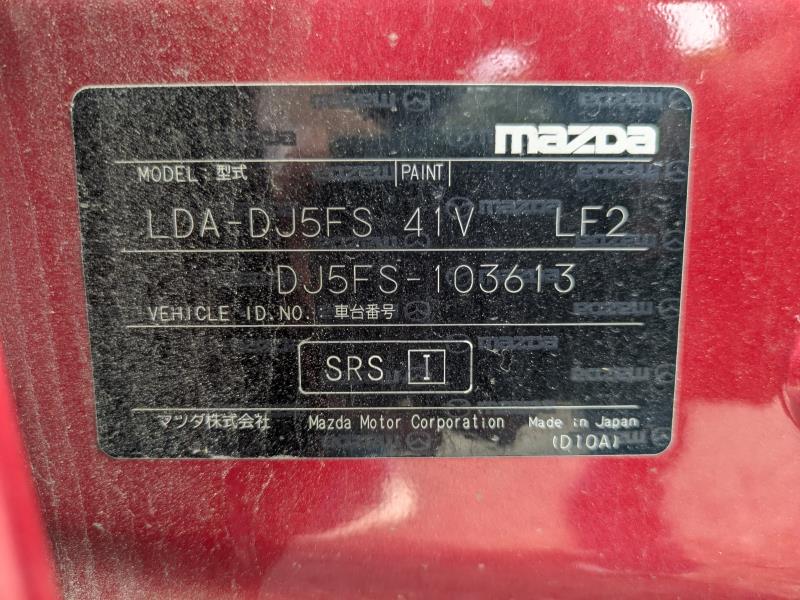 mazda
MODEL : 型式 PAINT
LDA-DJ5FS 41V LF2
DJ5FS-103613
VEHICLE ID.NO. : 車台番号
SRS I
マツダ株式会社 Mazda Motor Corporation Made in Japan
(D10A)